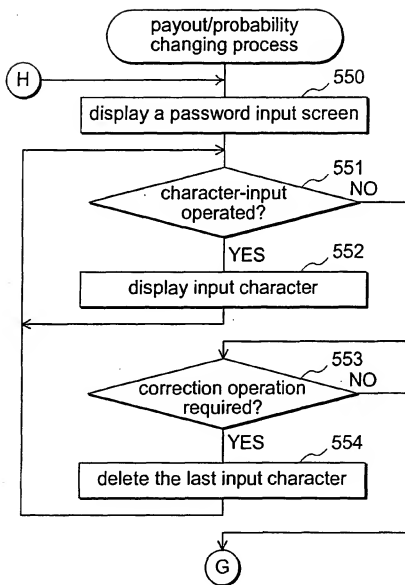 payout/probability
changing process
H
550
display a password input screen
551
character-input
operated?
NO
YES
552
display input character
553
correction operation
required?
NO
YES
554
delete the last input character
G